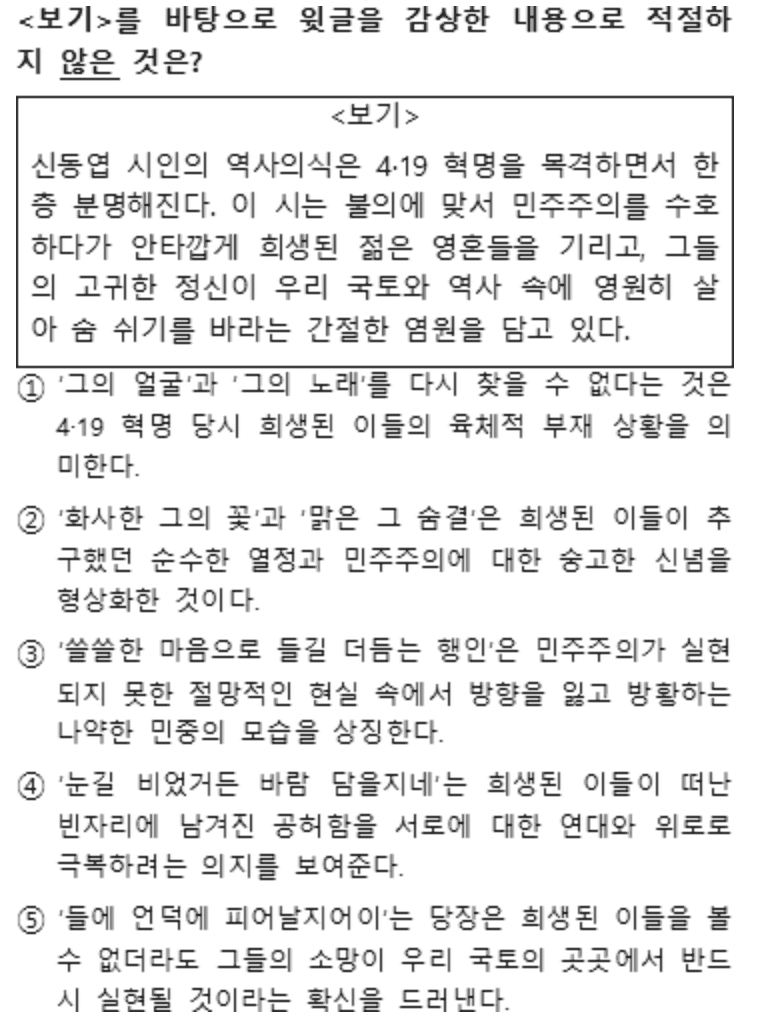 <보기>를 바탕으로 윗글을 감상한 내용으로 적절하
지 않은 것은?
<보기>
신동엽 시인의 역사의식은 4·19 혁명을 목격하면서 한
층 분명해진다. 이 시는 불의에 맞서 민주주의를 수호
하다가 안타깝게 희생된 젊은 영혼들을 기리고, 그들
의 고귀한 정신이 우리 국토와 역사 속에 영원히 살
아 숨 쉬기를 바라는 간절한 염원을 담고 있다.
① '그의 얼굴'과 '그의 노래'를 다시 찾을 수 없다는 것은
4·19 혁명 당시 희생된 이들의 육체적 부재 상황을 의
미한다.
② '화사한 그의 꽃'과 '맑은 그 숨결'은 희생된 이들이 추
구했던 순수한 열정과 민주주의에 대한 숭고한 신념을
형상화한 것이다.
③ '쓸쓸한 마음으로 들길 더듬는 행인'은 민주주의가 실현
되지 못한 절망적인 현실 속에서 방향을 잃고 방황하는
나약한 민중의 모습을 상징한다.
④ '눈길 비었거든 바람 담을지네'는 희생된 이들이 떠난
빈자리에 남겨진 공허함을 서로에 대한 연대와 위로로
극복하려는 의지를 보여준다.
⑤ '들에 언덕에 피어날지어이'는 당장은 희생된 이들을 볼
수 없더라도 그들의 소망이 우리 국토의 곳곳에서 반드
시 실현될 것이라는 확신을 드러낸다.